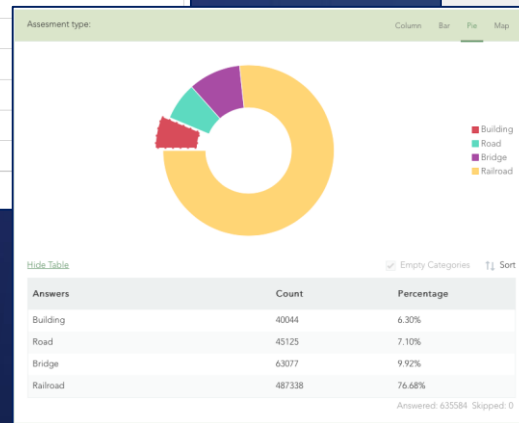 Assesment type: Column Bar Pie Map
Building
Road
Bridge
Railroad
Hide Table Empty Categories Sort
Answers Count Percentage
Building 40044 6.30%
Road 45125 7.10%
Bridge 63077 9.92%
Railroad 487338 76.68%
Answered: 635584 Skipped: 0